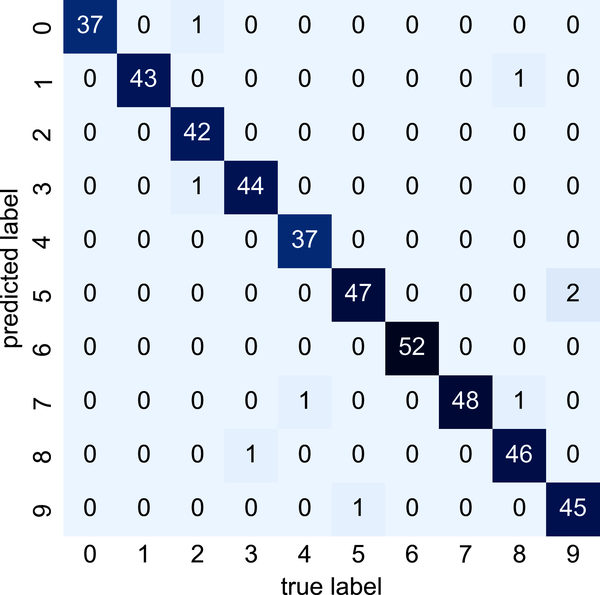 predicted label
0 37 0 1 0 0 0 0 0 0 0
1 0 43 0 0 0 0 0 0 1 0
2 0 0 42 0 0 0 0 0 0 0
3 0 0 1 44 0 0 0 0 0 0
4 0 0 0 0 37 0 0 0 0 0
5 0 0 0 0 0 47 0 0 0 2
6 0 0 0 0 0 0 52 0 0 0
7 0 0 0 0 1 0 0 48 1 0
8 0 0 0 1 0 0 0 0 46 0
9 0 0 0 0 0 1 0 0 0 45
0 1 2 3 4 5 6 7 8 9
true label